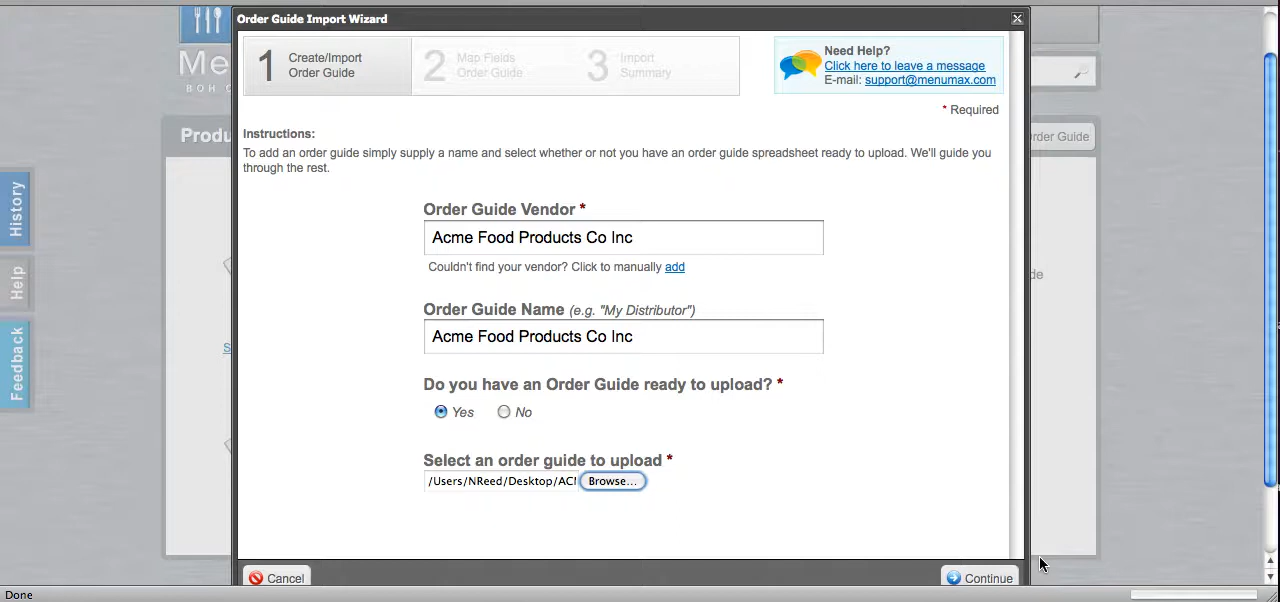 Order Guide Import Wizard
1 Create/Import Order Guide
2 Map Fields Order Guide
3 Import Summary
Need Help?
Click here to leave a message
E-mail: support@menumax.com
* Required
Instructions:
To add an order guide simply supply a name and select whether or not you have an order guide spreadsheet ready to upload. We'll guide you
through the rest.
Order Guide Vendor *
Acme Food Products Co Inc
Couldn't find your vendor? Click to manually add
Order Guide Name (e.g. "My Distributor")
Acme Food Products Co Inc
Do you have an Order Guide ready to upload? *
Yes No
Select an order guide to upload *
/Users/NReed/Desktop/ACI Browse...
Cancel Continue
Me
BOH
Produ
rder Guide
History
Help
Feedback
Done